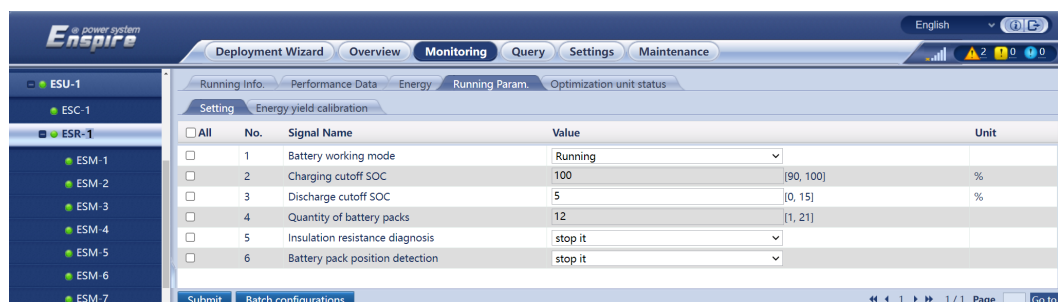 @ power system
Enspire
English
Deployment Wizard Overview Monitoring Query Settings Maintenance
2 0 0
ESU-1
ESC-1
ESR-1
ESM-1
ESM-2
ESM-3
ESM-4
ESM-5
ESM-6
ESM-7
Running Info. Performance Data Energy Running Param. Optimization unit status
Setting Energy yield calibration
All No. Signal Name Value Unit
1 Battery working mode Running
2 Charging cutoff SOC 100 [90, 100] %
3 Discharge cutoff SOC 5 [0, 15] %
4 Quantity of battery packs 12 [1, 21]
5 Insulation resistance diagnosis stop it
6 Battery pack position detection stop it
Submit Batch configurations 1 1/1 Page Go to